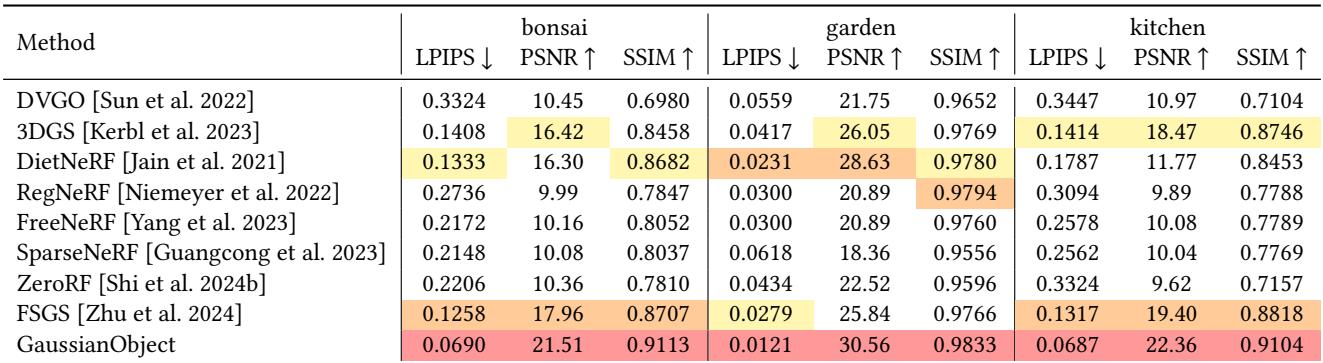 Method bonsai garden kitchen
LPIPS ↓ PSNR ↑ SSIM ↑ LPIPS ↓ PSNR ↑ SSIM ↑ LPIPS ↓ PSNR ↑ SSIM ↑
DVGO [Sun et al. 2022] 0.3324 10.45 0.6980 0.0559 21.75 0.9652 0.3447 10.97 0.7104
3DGS [Kerbl et al. 2023] 0.1408 16.42 0.8458 0.0417 26.05 0.9769 0.1414 18.47 0.8746
DietNeRF [Jain et al. 2021] 0.1333 16.30 0.8682 0.0231 28.63 0.9780 0.1787 11.77 0.8453
RegNeRF [Niemeyer et al. 2022] 0.2736 9.99 0.7847 0.0300 20.89 0.9794 0.3094 9.89 0.7788
FreeNeRF [Yang et al. 2023] 0.2172 10.16 0.8052 0.0300 20.89 0.9760 0.2578 10.08 0.7789
SparseNeRF [Guangcong et al. 2023] 0.2148 10.08 0.8037 0.0618 18.36 0.9556 0.2562 10.04 0.7769
ZeroRF [Shi et al. 2024b] 0.2206 10.36 0.7810 0.0434 22.52 0.9596 0.3324 9.62 0.7157
FSGS [Zhu et al. 2024] 0.1258 17.96 0.8707 0.0279 25.84 0.9766 0.1317 19.40 0.8818
GaussianObject 0.0690 21.51 0.9113 0.0121 30.56 0.9833 0.0687 22.36 0.9104